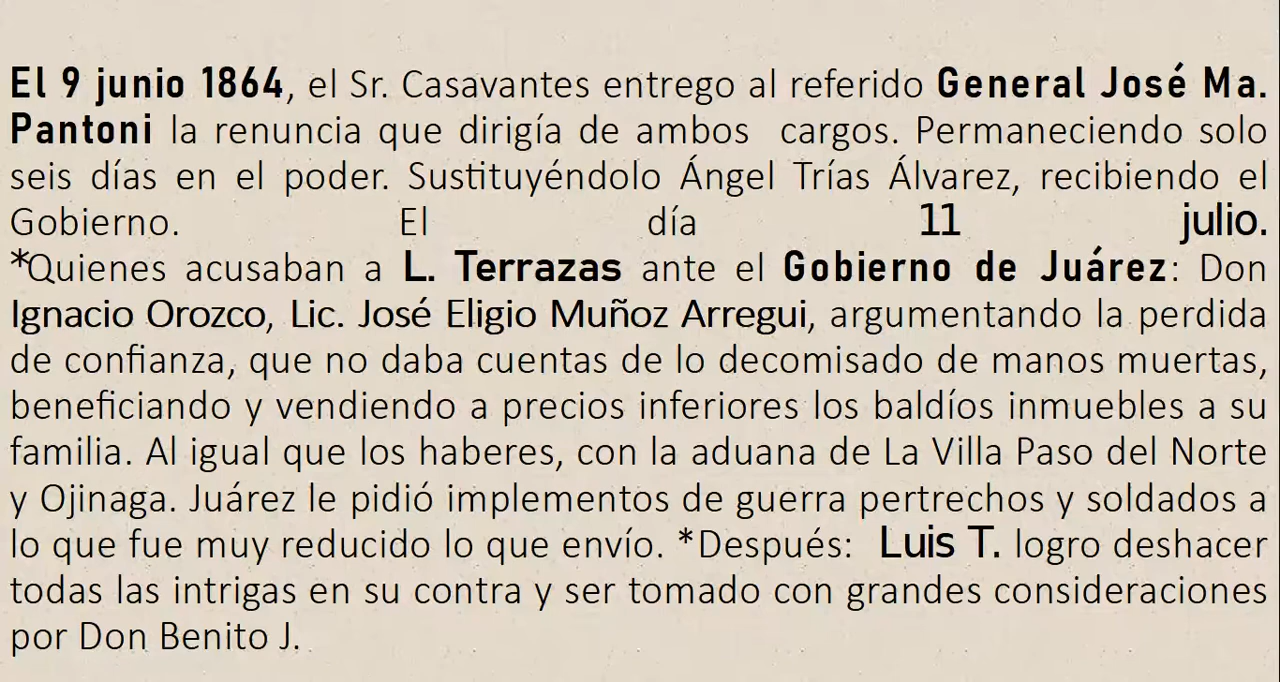 El 9 junio 1864, el Sr. Casavantes entrego al referido General José Ma.
Pantoni la renuncia que dirigía de ambos cargos. Permaneciendo solo
seis días en el poder. Sustituyéndolo Ángel Trías Álvarez, recibiendo el
Gobierno. El día 11 julio.
*Quienes acusaban a L. Terrazas ante el Gobierno de Juárez: Don
Ignacio Orozco, Lic. José Eligio Muñoz Arregui, argumentando la perdida
de confianza, que no daba cuentas de lo decomisado de manos muertas,
beneficiando y vendiendo a precios inferiores los baldíos inmuebles a su
familia. Al igual que los haberes, con la aduana de La Villa Paso del Norte
y Ojinaga. Juárez le pidió implementos de guerra pertrechos y soldados a
lo que fue muy reducido lo que envío. *Después: Luis T. logro deshacer
todas las intrigas en su contra y ser tomado con grandes consideraciones
por Don Benito J.